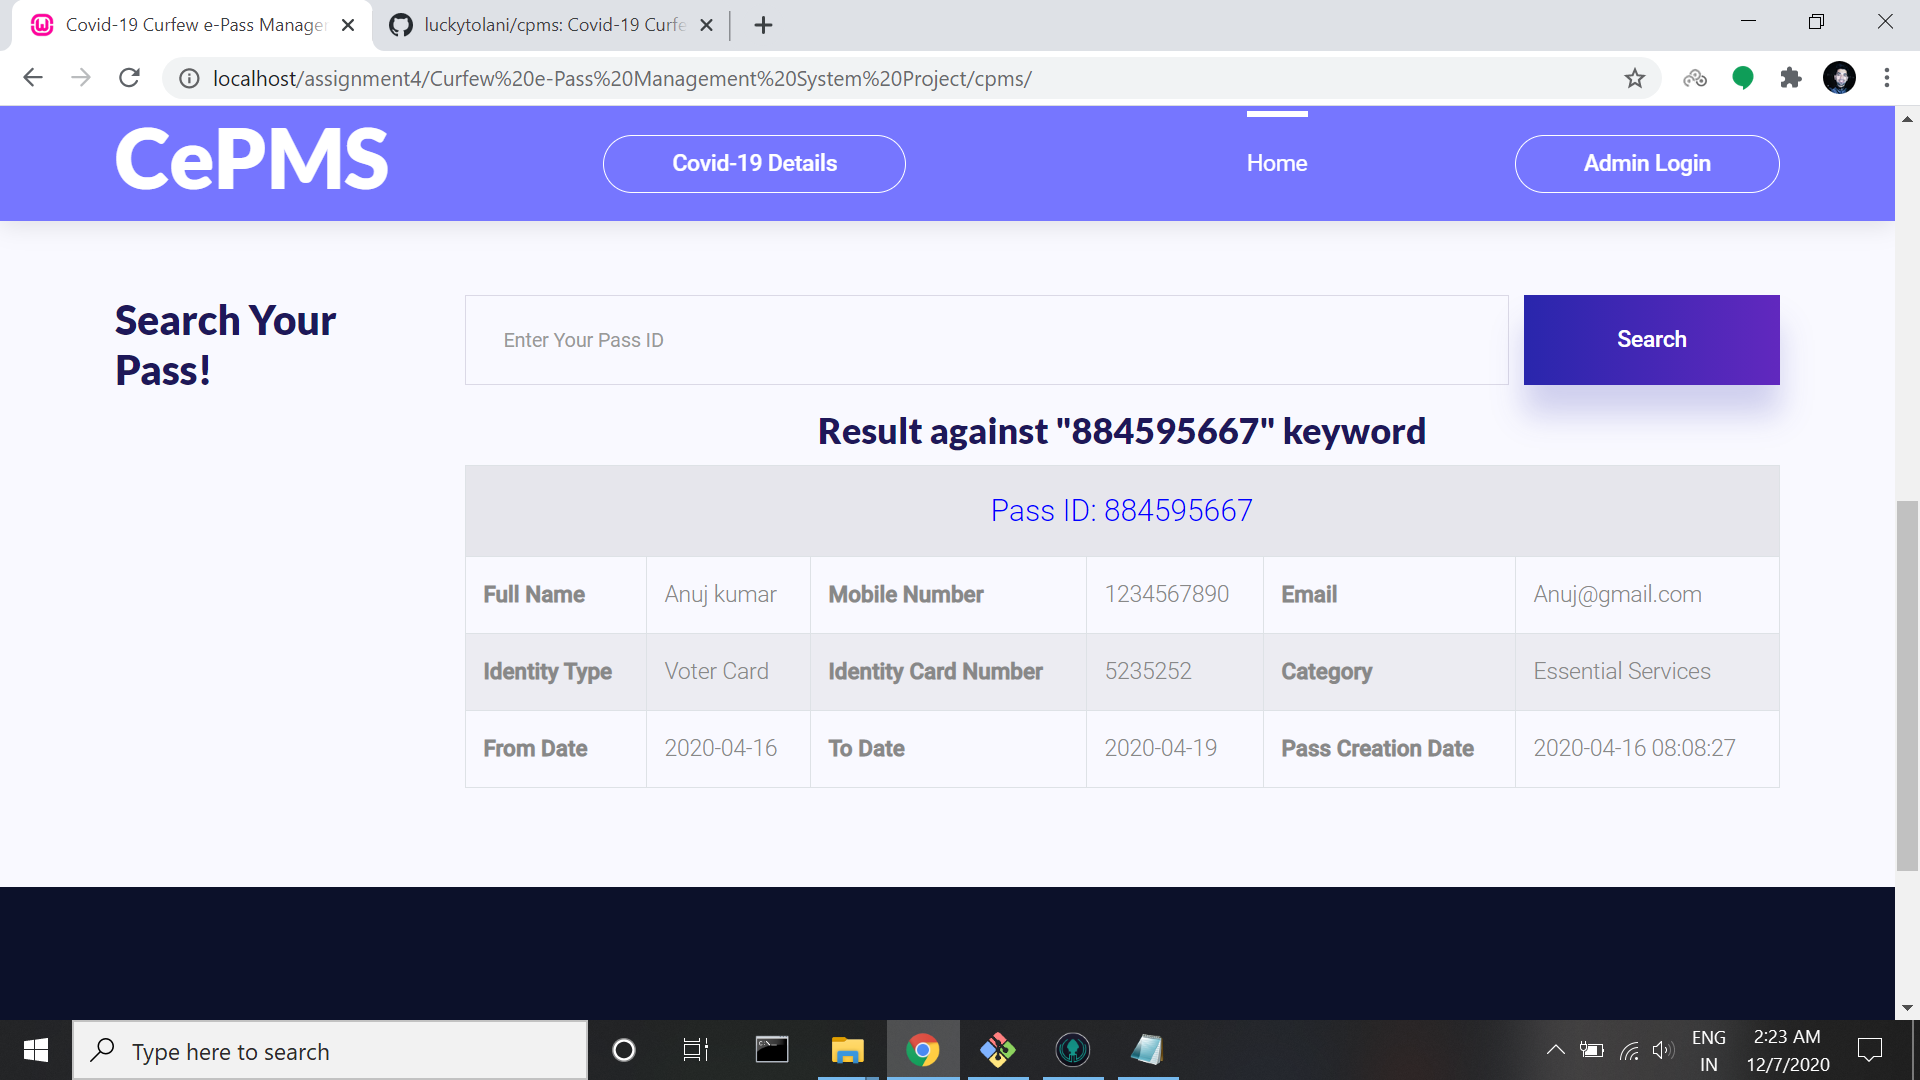 Covid-19 Curfew e-Pass Manager
luckytolani/cpms: Covid-19 Curfe
localhost/assignment4/Curfew%20e-Pass%20Management%20System%20Project/cpms/
CePMS
Covid-19 Details
Home
Admin Login
Search Your
Pass!
Enter Your Pass ID
Search
Result against "884595667" keyword
Pass ID: 884595667
Full Name Anuj kumar Mobile Number 1234567890 Email Anuj@gmail.com
Identity Type Voter Card Identity Card Number 5235252 Category Essential Services
From Date 2020-04-16 To Date 2020-04-19 Pass Creation Date 2020-04-16 08:08:27
Type here to search
ENG
IN
2:23 AM
12/7/2020